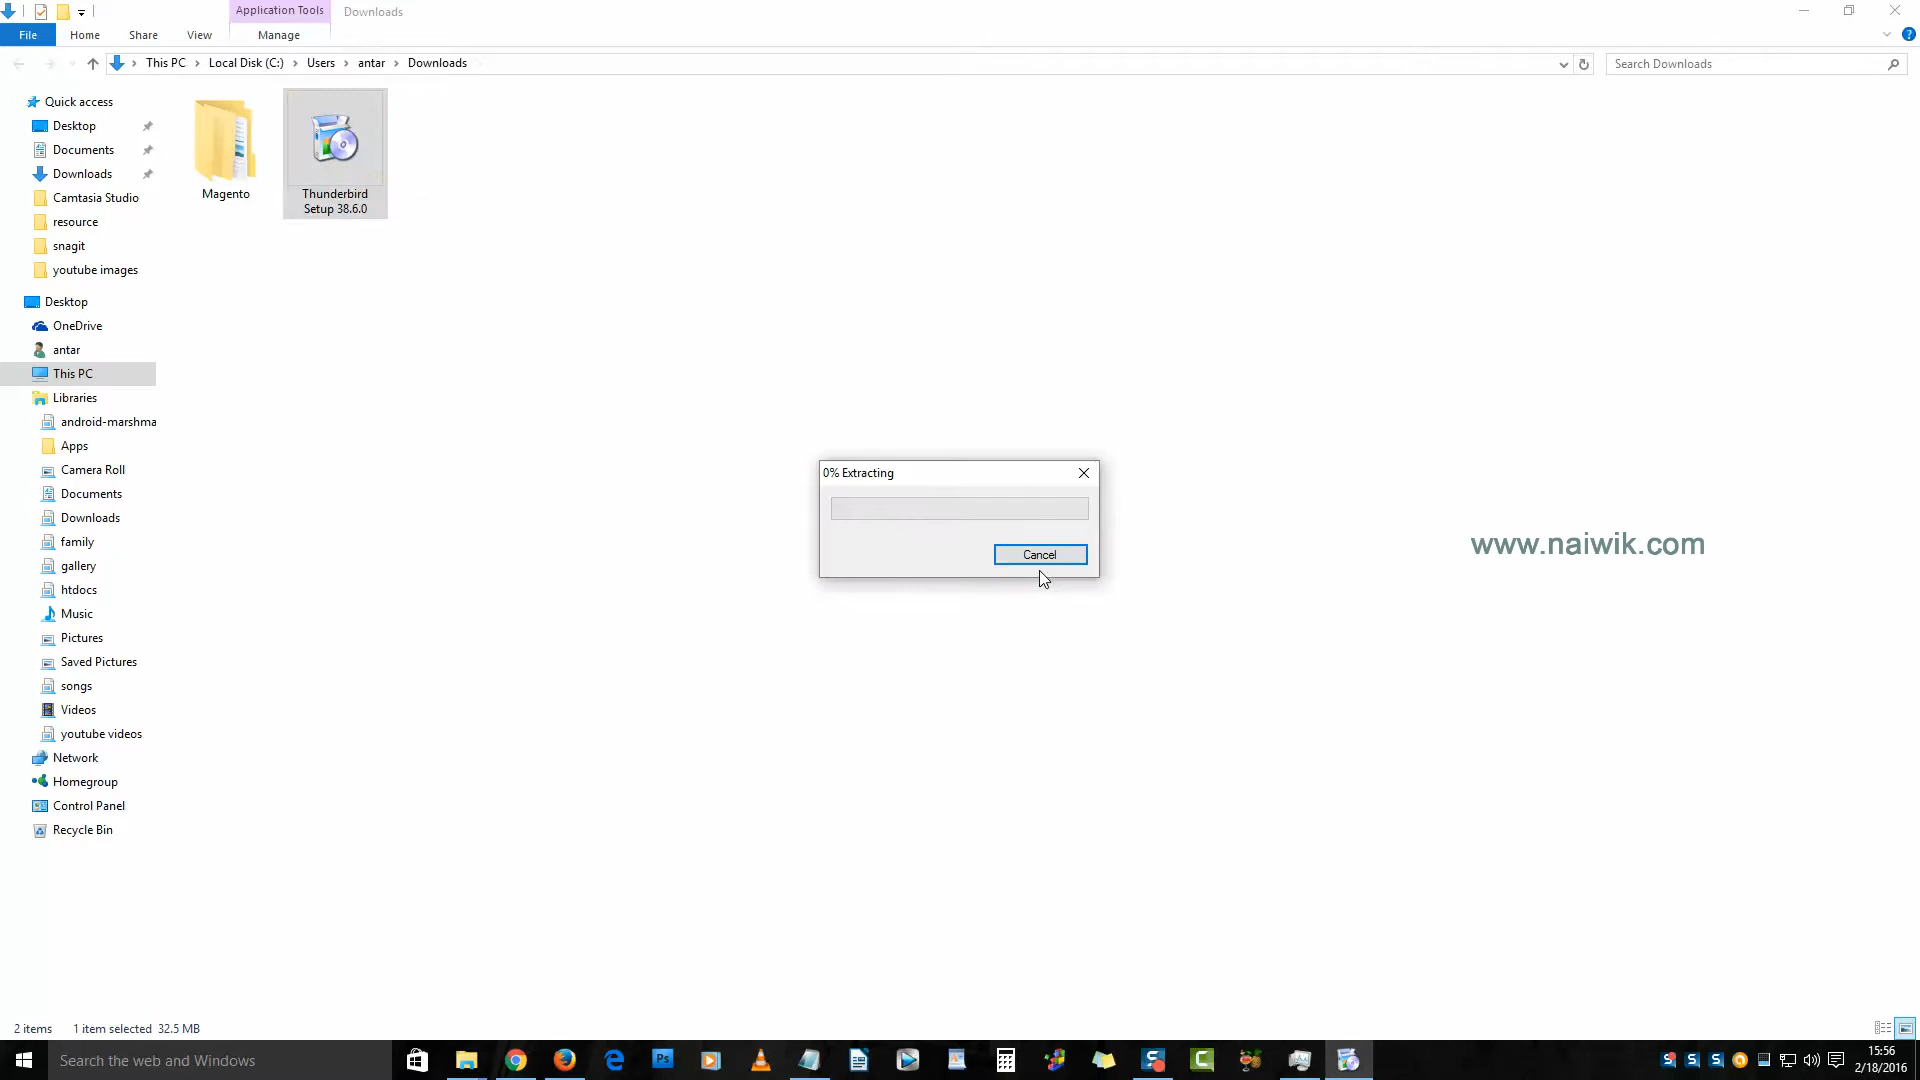 Application Tools
Downloads
File
Home
Share
View
Manage
This PC
Local Disk (C:)
Users
antar
Downloads
Search Downloads
Quick access
Desktop
Documents
Downloads
Camtasia Studio
resource
snagit
youtube images
Desktop
OneDrive
antar
This PC
Libraries
android-marshma
Apps
Camera Roll
Documents
Downloads
family
gallery
htdocs
Music
Pictures
Saved Pictures
songs
Videos
youtube videos
Network
Homegroup
Control Panel
Recycle Bin
Magento
Thunderbird
Setup 38.6.0
0% Extracting
Cancel
www.naiwik.com
2 items
1 item selected 32.5 MB
Search the web and Windows
Ps
15:56
2/18/2016